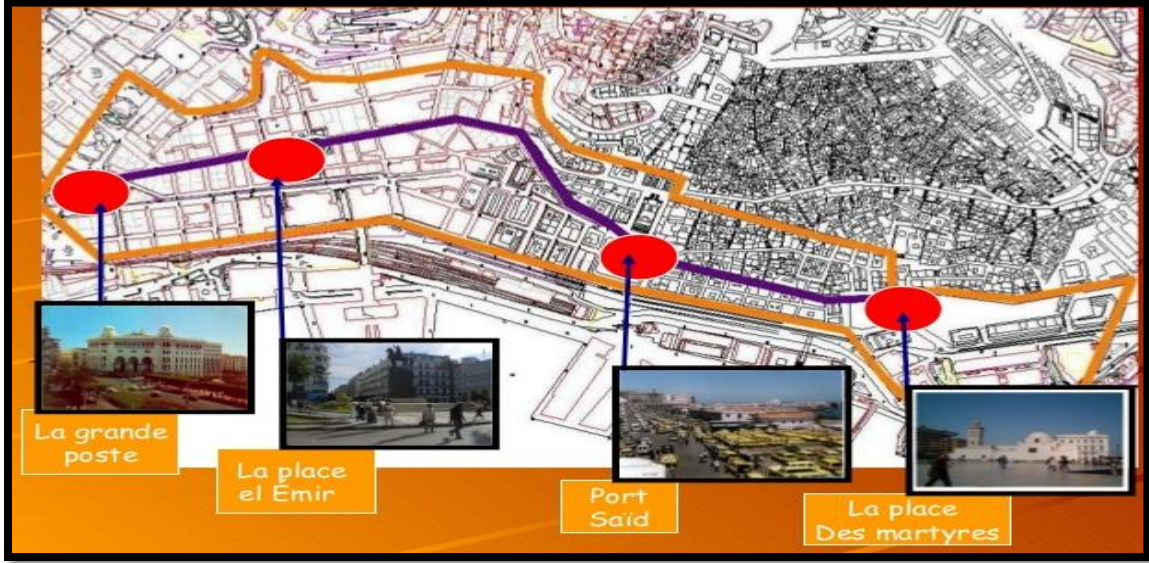 La grande
poste
La place
el Emir
Port
Saïd
La place
Des martyres